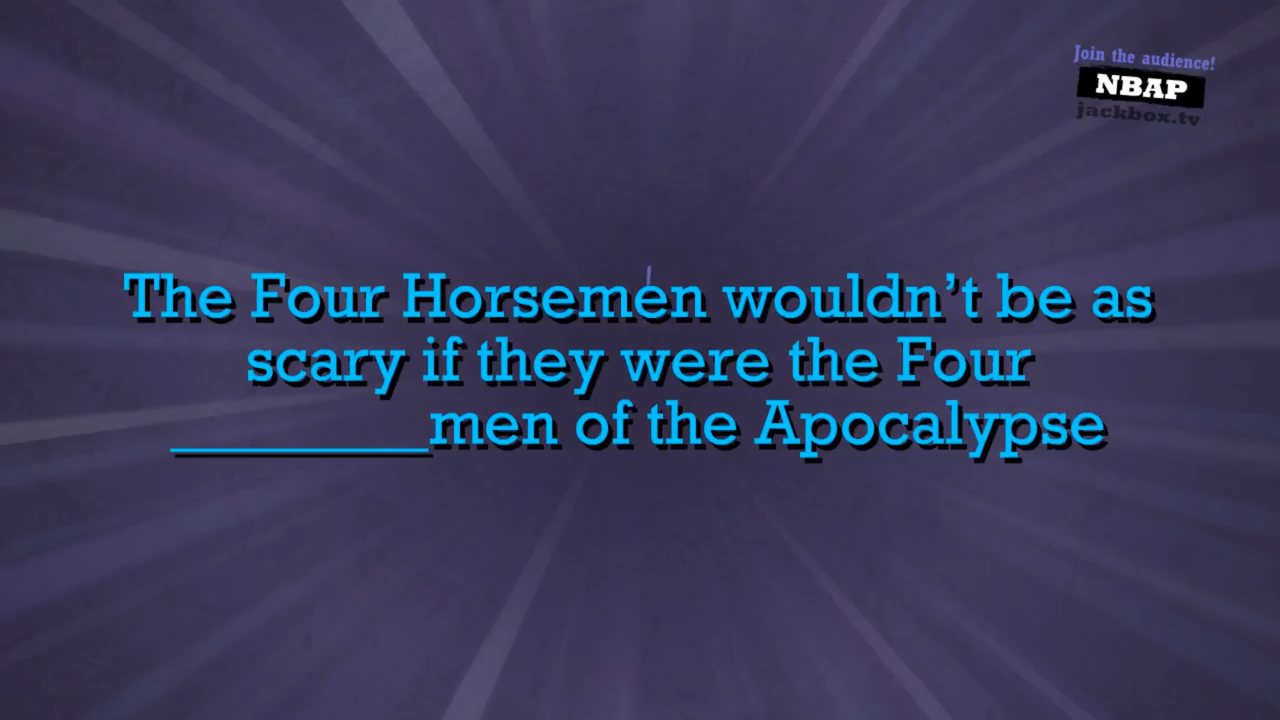 Join the audience!
NBAP
jackbox.tv
The Four Horsemen wouldn’t be as
scary if they were the Four
________men of the Apocalypse